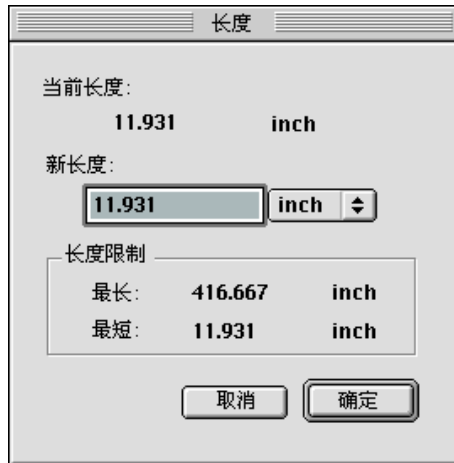 长度
当前长度:
11.931 inch
新长度:
11.931 inch
长度限制
最长: 416.667 inch
最短: 11.931 inch
取消 确定